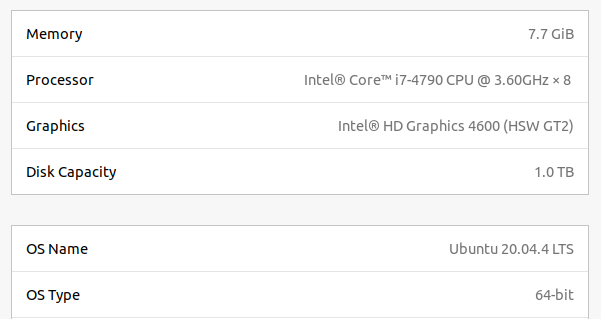 Memory 7.7 GiB
Processor Intel® Core™ i7-4790 CPU @ 3.60GHz × 8
Graphics Intel® HD Graphics 4600 (HSW GT2)
Disk Capacity 1.0 TB
OS Name Ubuntu 20.04.4 LTS
OS Type 64-bit